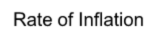 Rate of Inflation